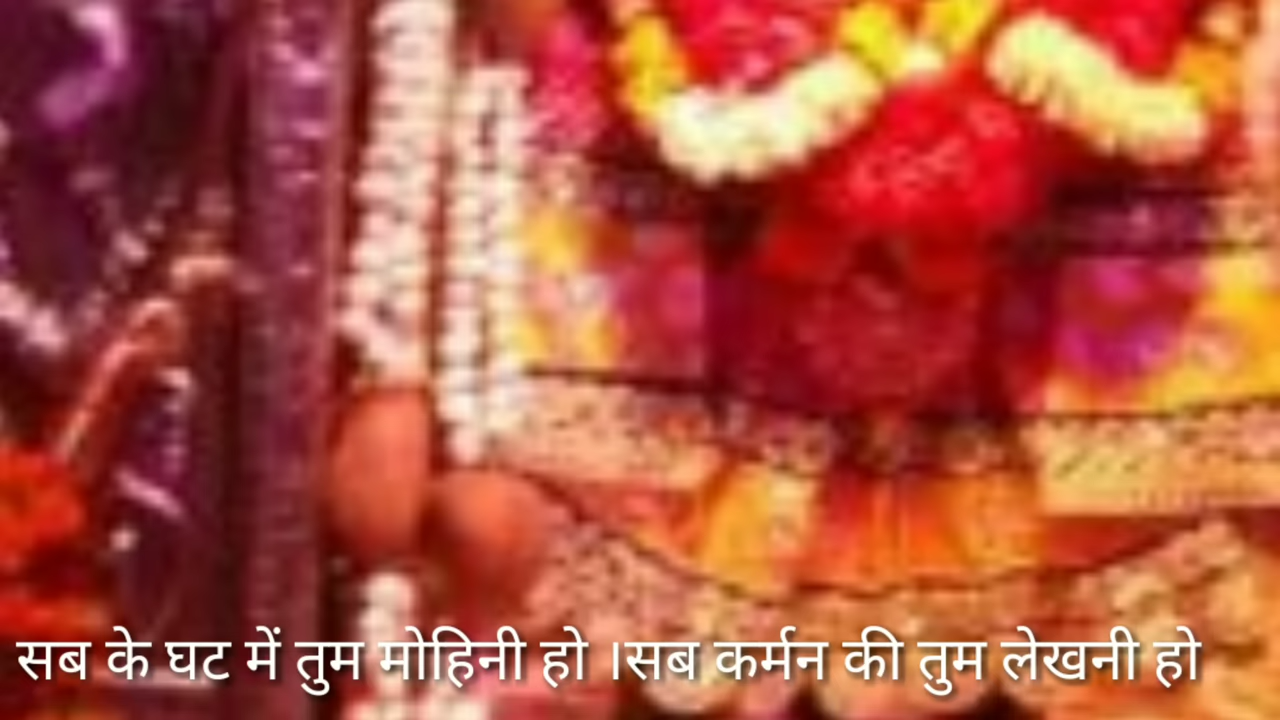 सब के घट में तुम मोहिनी हो ।सब कर्मन की तुम लेखनी हो